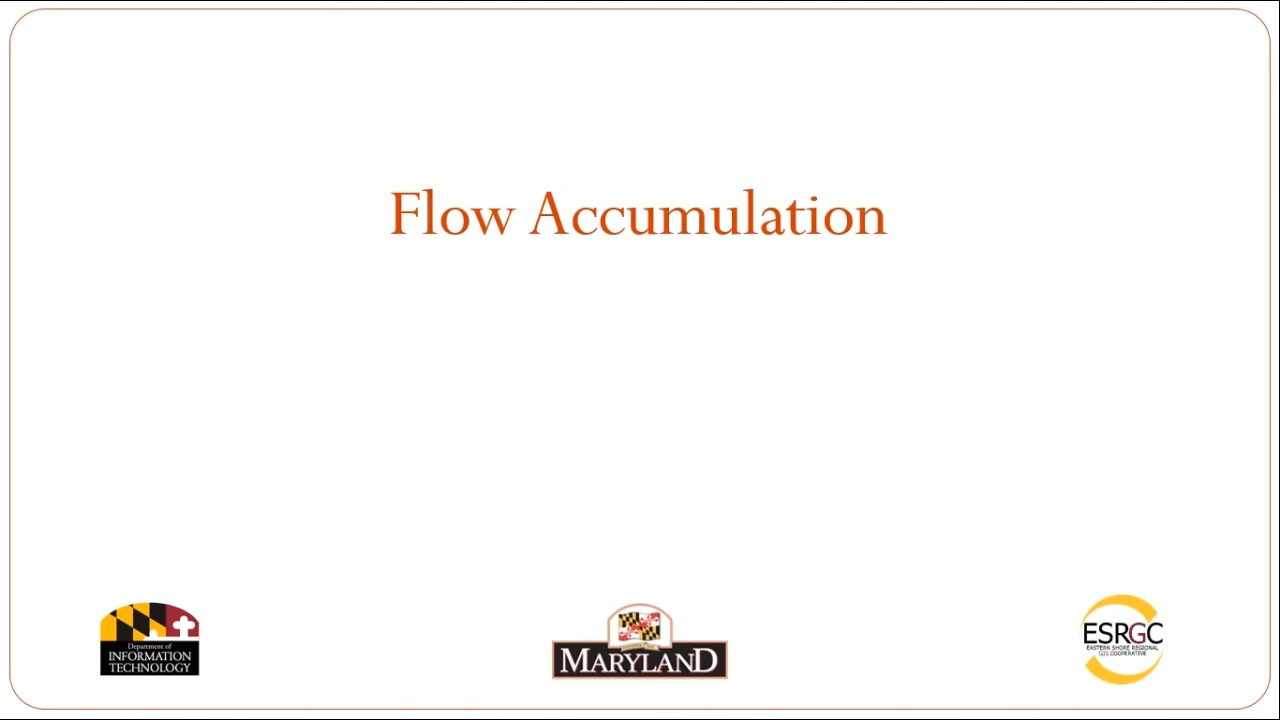 Flow Accumulation
Department of
INFORMATION
TECHNOLOGY
MARYLAND
ESRGC
EASTERN SHORE REGIONAL
GIS COOPERATIVE